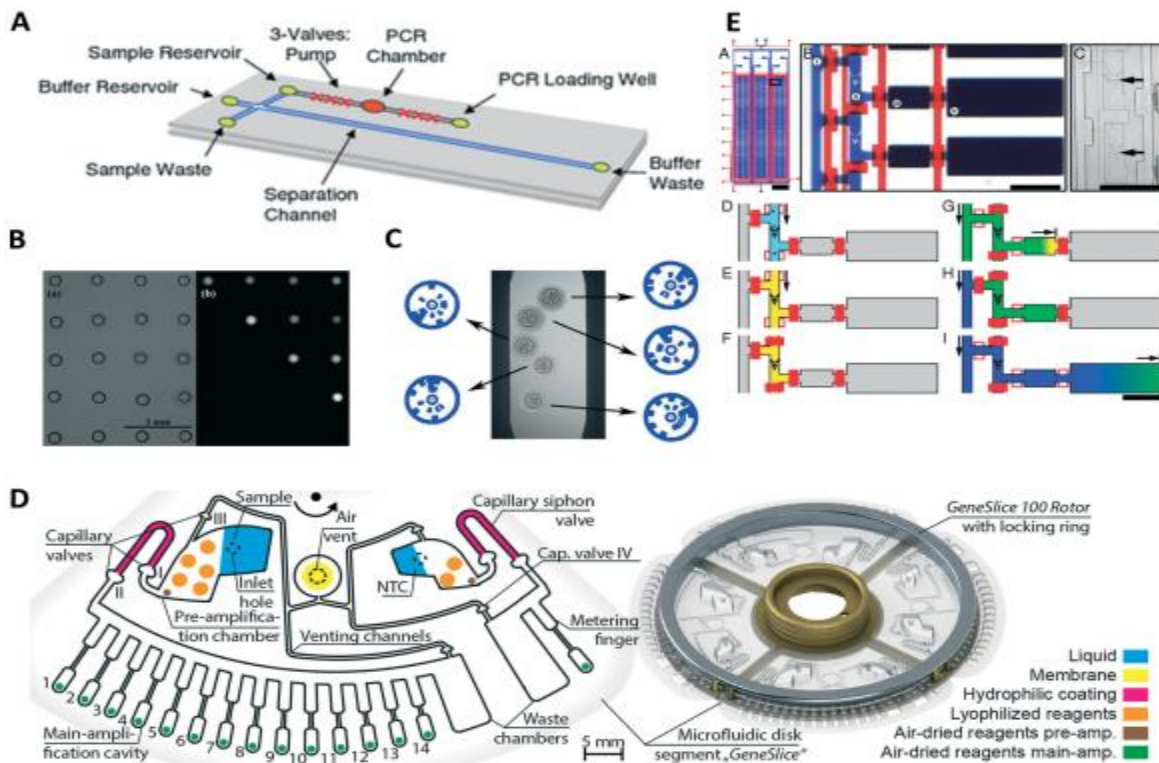 A
Sample Reservoir
3-Valves:
Pump
PCR
Chamber
PCR Loading Well
Buffer Reservoir
Sample Waste
Separation
Channel
Buffer
Waste
B
(a)
(b)
1 mm
C
E
A
B
C
D
E
F
G
H
I
D
Sample
Air
vent
Capillary siphon
valve
GeneSlice 100 Rotor
with locking ring
Capillary
valves
III
I
II
Inlet
hole
NTC
Cap. valve IV
Pre-amplifica-
tion chamber
Venting channels
Metering
finger
1
2
3
4
5
6
7
8
9
10
11
12
13
14
Main-ampli-
fication cavity
Waste
chambers
5 mm
Microfluidic disk
segment „GeneSlice“
Liquid
Membrane
Hydrophilic coating
Lyophilized reagents
Air-dried reagents pre-amp.
Air-dried reagents main-amp.